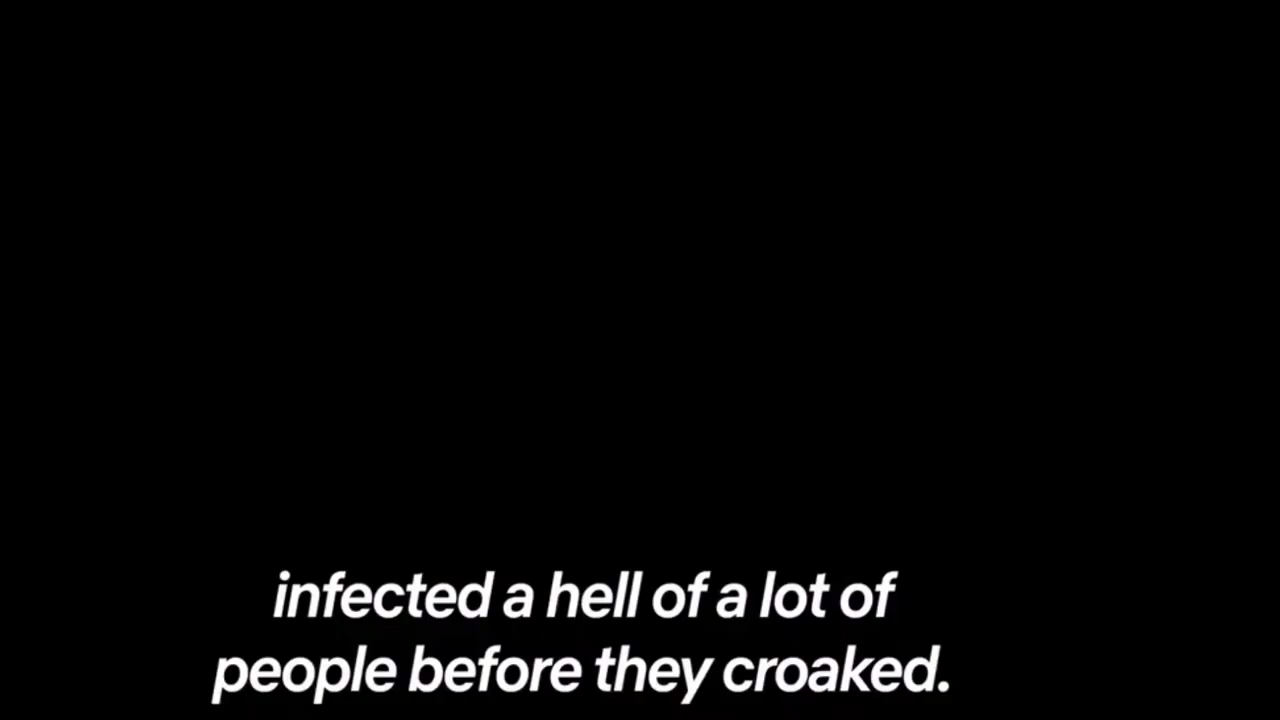 infected a hell of a lot of
people before they croaked.